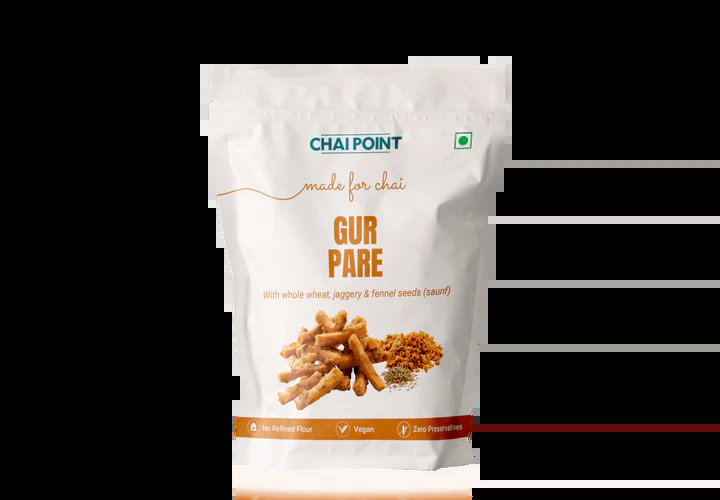 CHAI POINT
made for chai
GUR
PARE
With whole wheat, jaggery & fennel seeds (saunf)
No Refined Flour
Vegan
Zero Preservatives